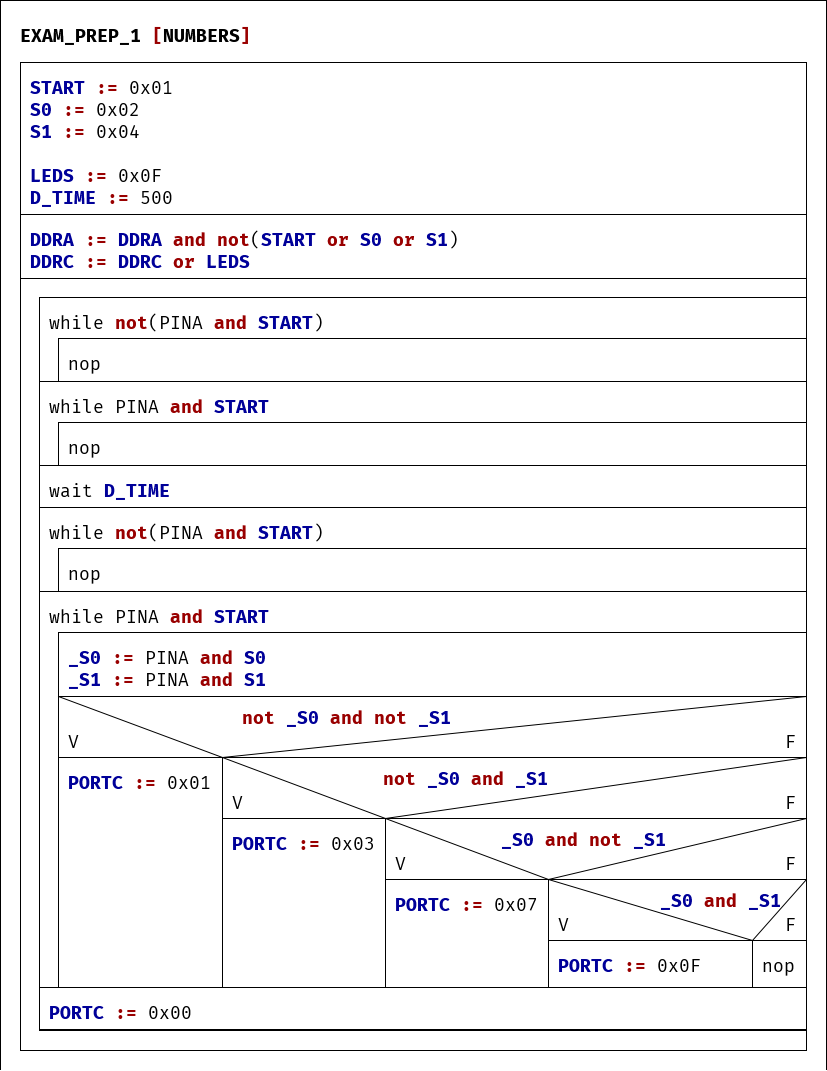 EXAM_PREP_1 [NUMBERS]
START := 0x01
S0 := 0x02
S1 := 0x04
LEDS := 0x0F
D_TIME := 500
DDRA := DDRA and not(START or S0 or S1)
DDRC := DDRC or LEDS
while not(PINA and START)
nop
while PINA and START
nop
wait D_TIME
while not(PINA and START)
nop
while PINA and START
_S0 := PINA and S0
_S1 := PINA and S1
not _S0 and not _S1
V F
PORTC := 0x01
not _S0 and _S1
V F
PORTC := 0x03
_S0 and not _S1
V F
PORTC := 0x07
_S0 and _S1
V F
PORTC := 0x0F
nop
PORTC := 0x00